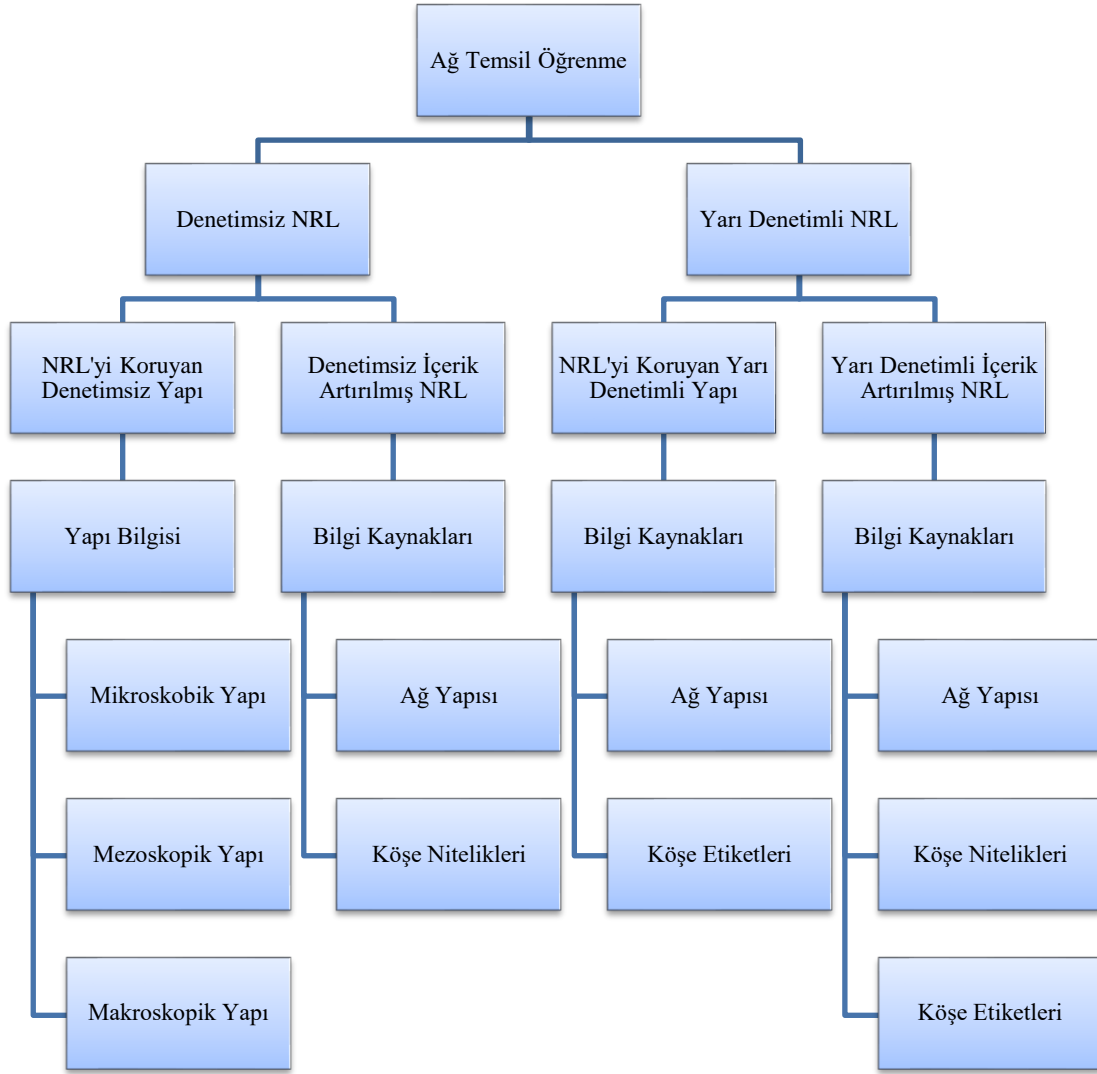 Ağ Temsil Öğrenme
Denetimsiz NRL
Yarı Denetimli NRL
NRL'yi Koruyan
Denetimsiz Yapı
Denetimsiz İçerik
Artırılmış NRL
NRL'yi Koruyan Yarı
Denetimli Yapı
Yarı Denetimli İçerik
Artırılmış NRL
Yapı Bilgisi
Bilgi Kaynakları
Bilgi Kaynakları
Bilgi Kaynakları
Mikroskobik Yapı
Ağ Yapısı
Ağ Yapısı
Ağ Yapısı
Mezoskopik Yapı
Köşe Nitelikleri
Köşe Etiketleri
Köşe Nitelikleri
Makroskopik Yapı
Köşe Etiketleri